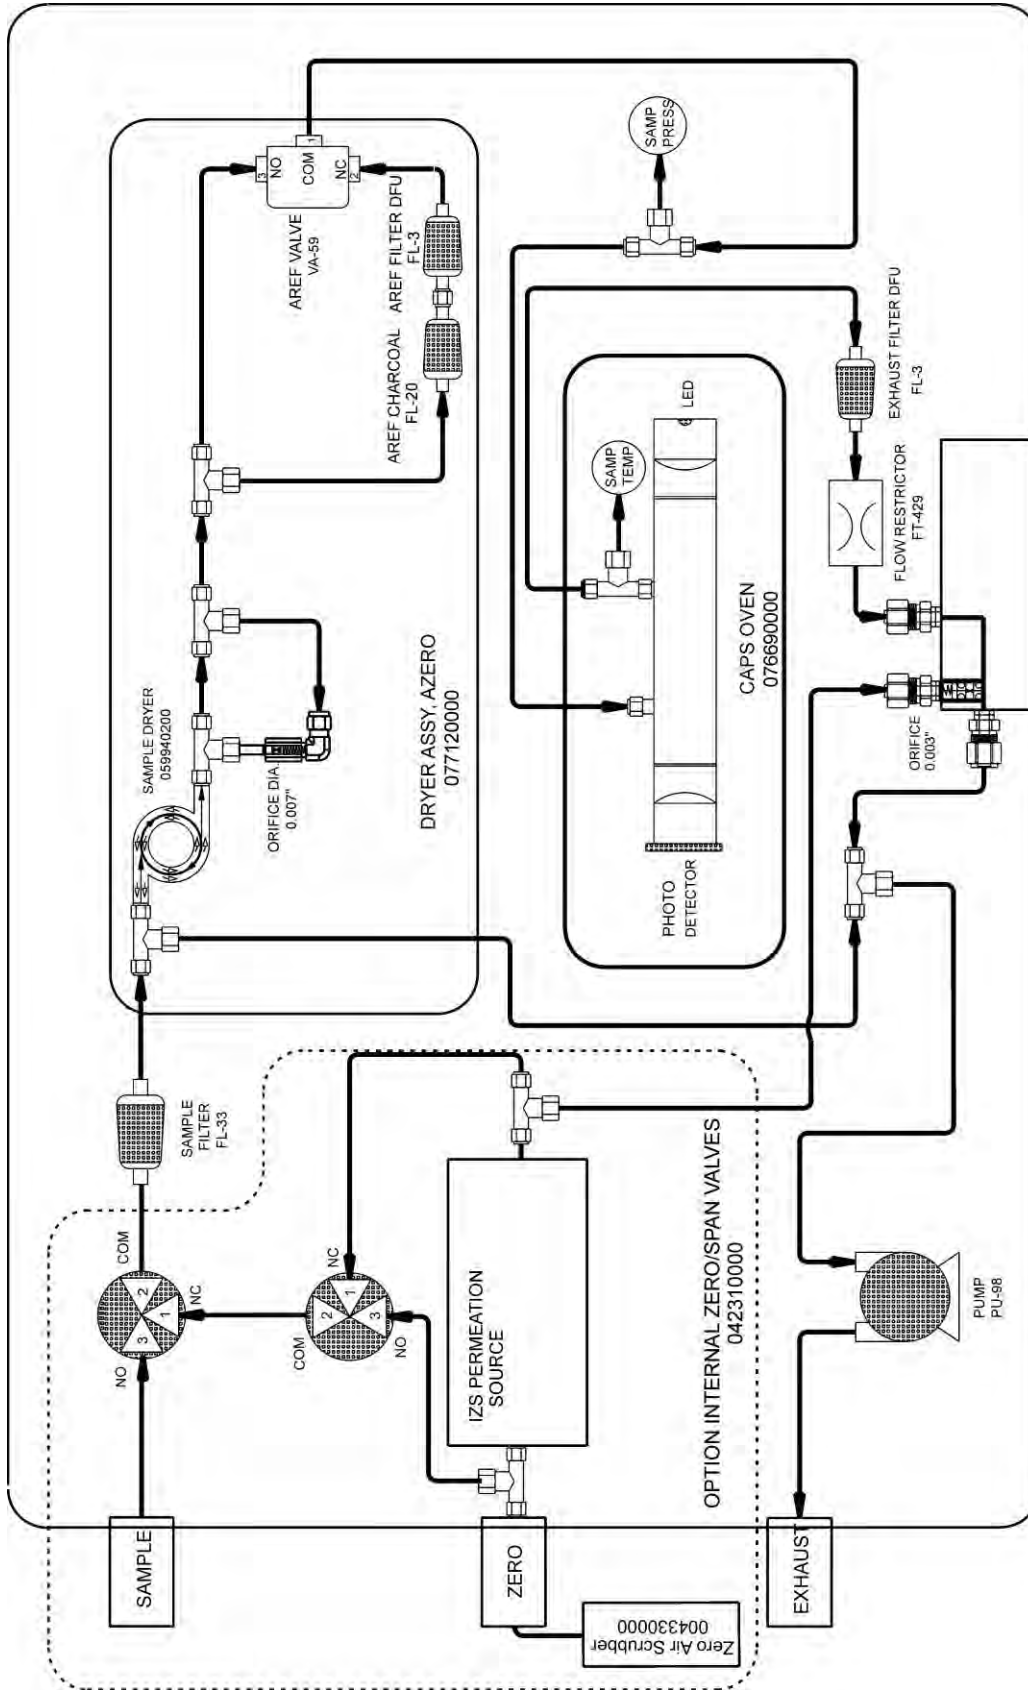 SAMPLE
ZERO
Zero Air Scrubber
004330000
EXHAUST
NO
3
2
1
COM
NC
SAMPLE
FILTER
FL-33
COM
2
1
3
NC
NO
IZS PERMEATION
SOURCE
OPTION INTERNAL ZERO/SPAN VALVES
042310000
PUMP
PU-98
SAMPLE DRYER
059940200
ORIFICE DIA.
0.007"
DRYER ASSY, AZERO
077120000
AREF VALVE
VA-59
3
NO
COM
1
NC
2
AREF CHARCOAL
FL-20
AREF FILTER DFU
FL-3
SAMP
PRESS
SAMP
TEMP
LED
PHOTO
DETECTOR
CAPS OVEN
076690000
EXHAUST FILTER DFU
FL-3
FLOW RESTRICTOR
FT-429
ORIFICE
0.003"